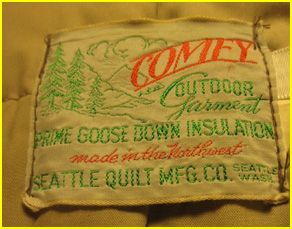 COMFY
OUTDOOR
Garment
PRIME GOOSE DOWN INSULATION
made in the Northwest
SEATTLE QUILT MFG. CO. SEATTLE WASH.